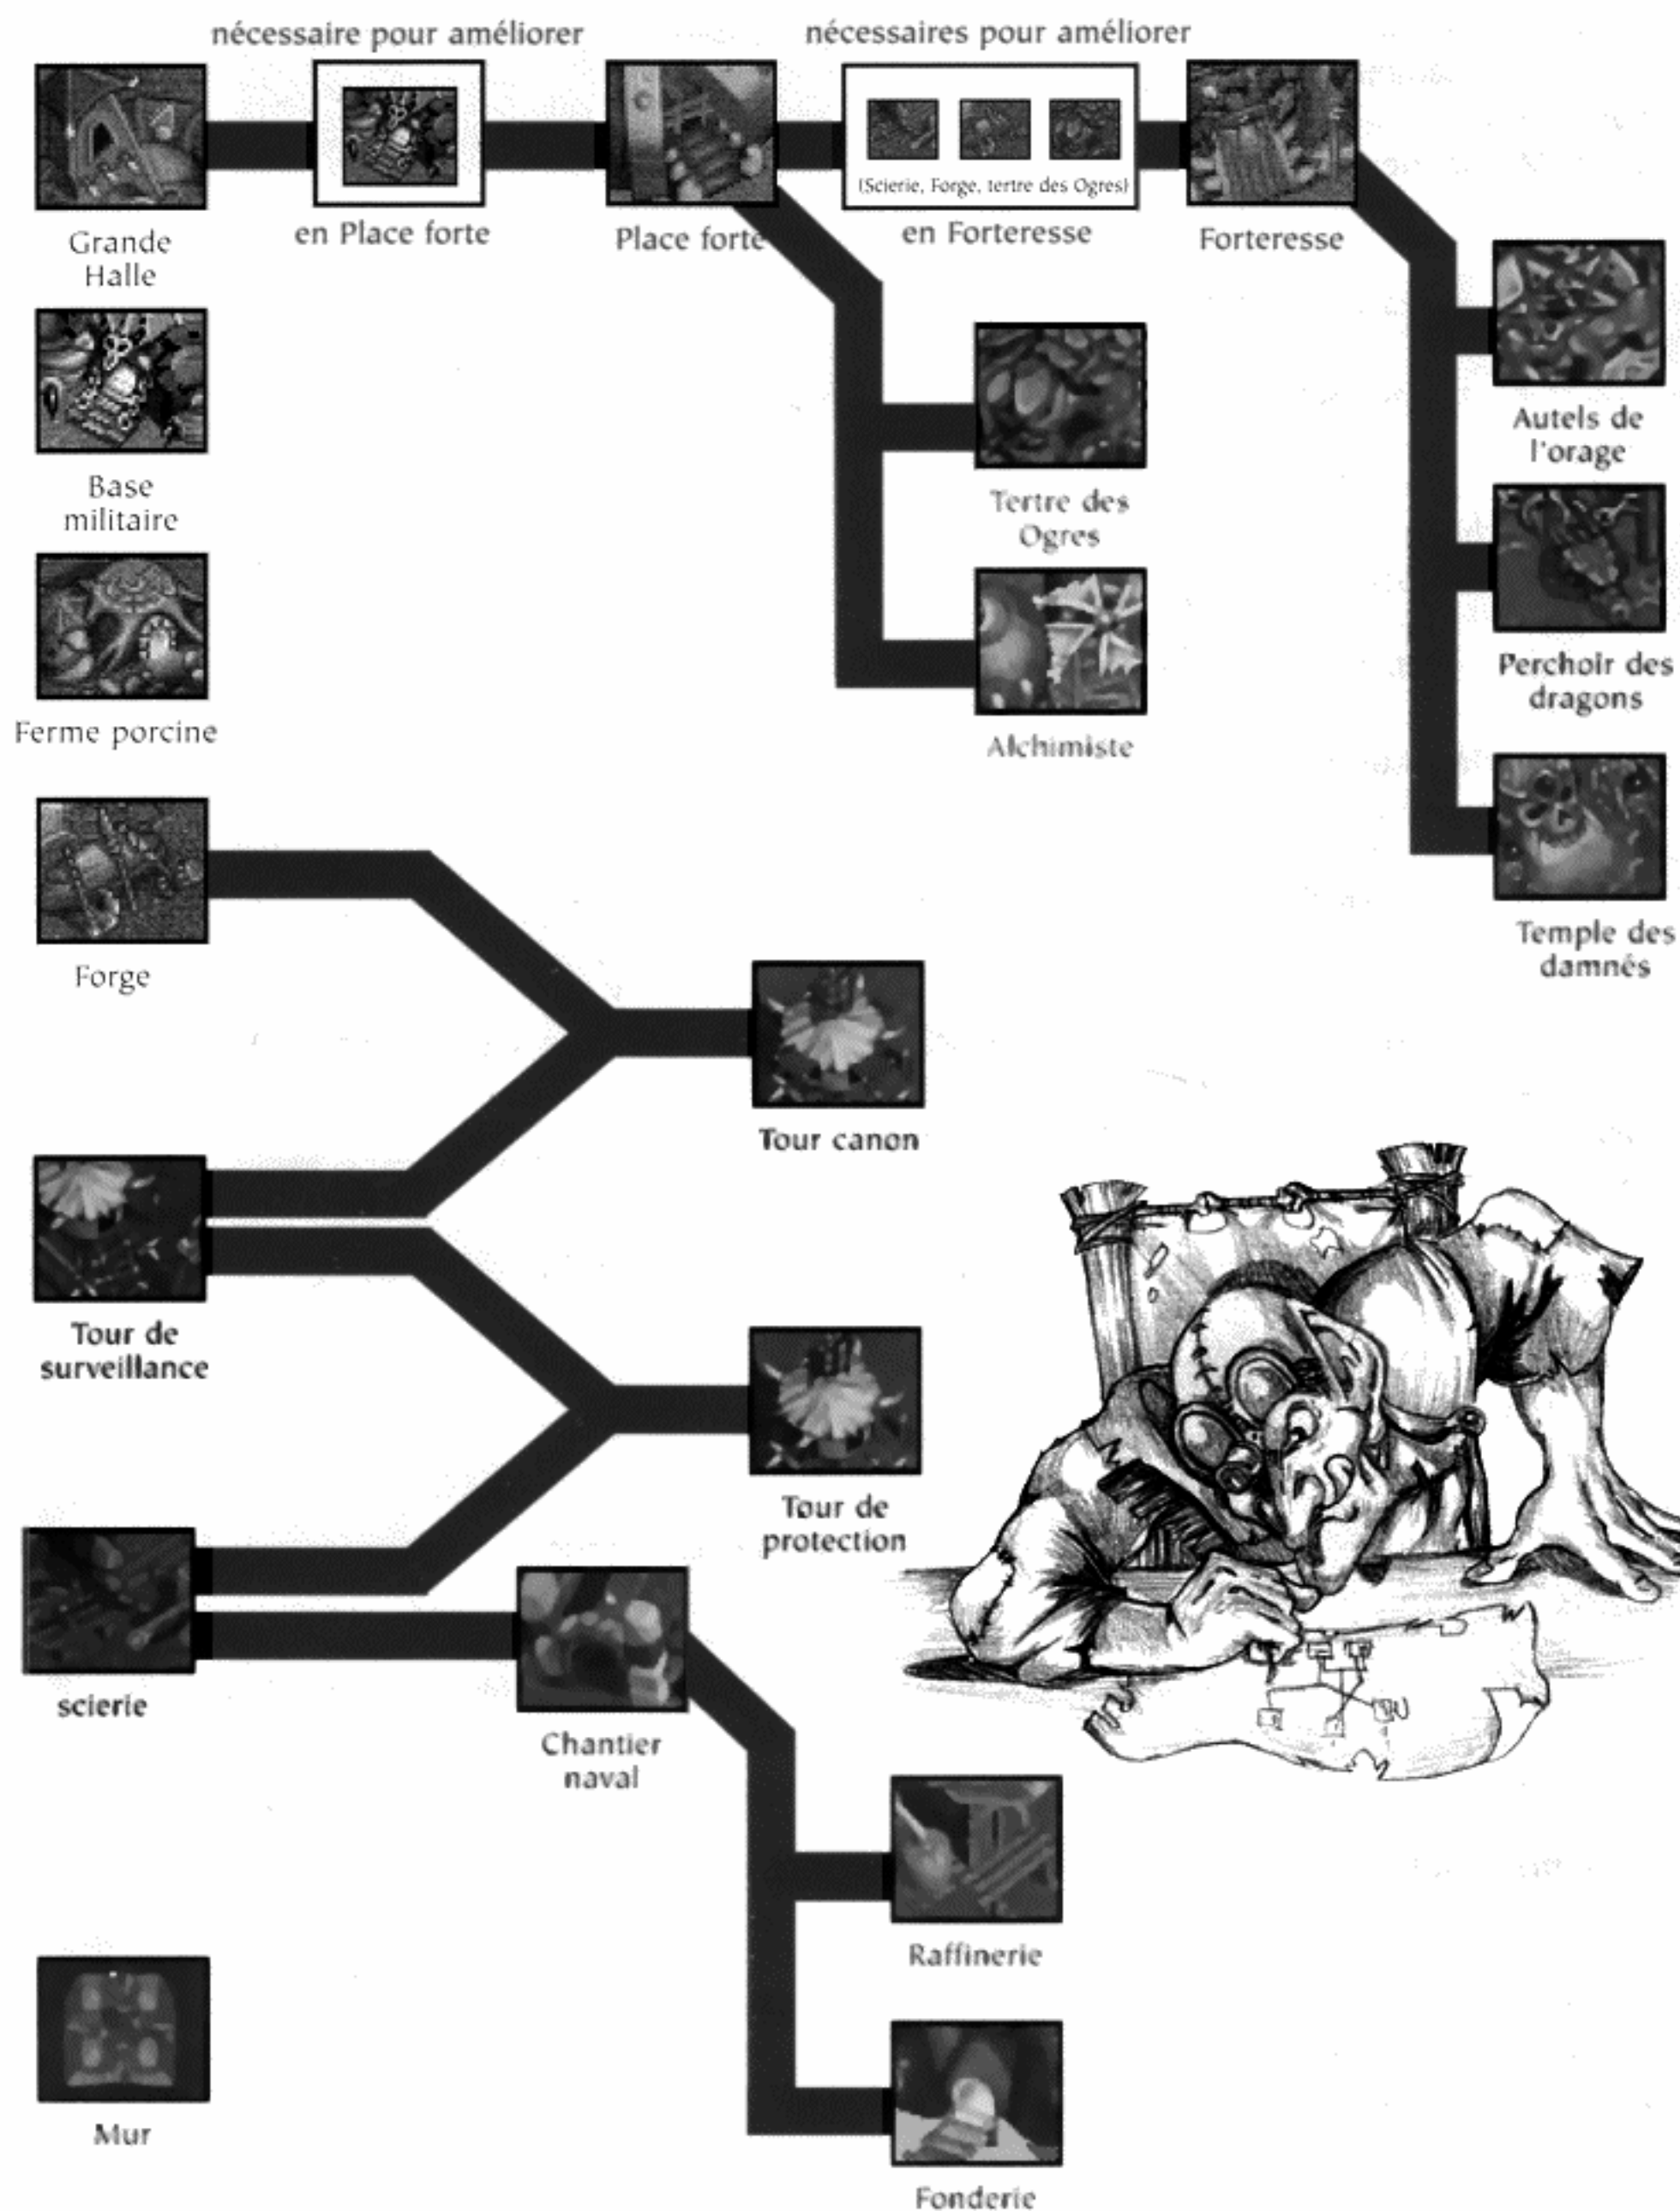 nécessaire pour améliorer
nécessaires pour améliorer
(Scierie, Forge, tertre des Ogres)
Grande
Halle
en Place forte
Place forte
en Forteresse
Forteresse
Autels de
l'orage
Base
militaire
Tertre des
Ogres
Perchoir des
dragons
Ferme porcine
Alchimiste
Temple des
damnés
Forge
Tour canon
Tour de
surveillance
Tour de
protection
scierie
Chantier
naval
Raffinerie
Mur
Fonderie